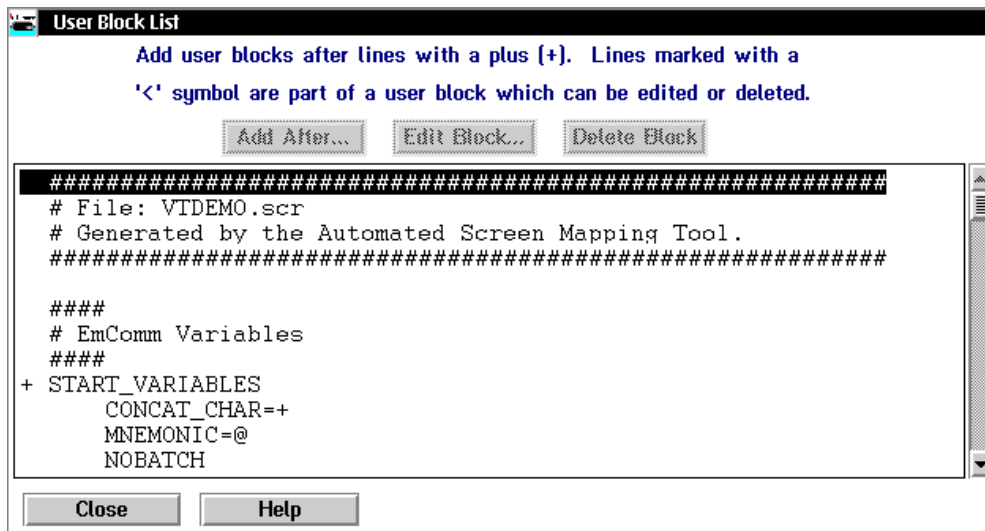 User Block List
Add user blocks after lines with a plus (+). Lines marked with a
'<' symbol are part of a user block which can be edited or deleted.
Add After... Edit Block... Delete Block
###########################################################
# File: VTDEMO.scr
# Generated by the Automated Screen Mapping Tool.
###########################################################
####
# EmComm Variables
####
+ START_VARIABLES
CONCAT_CHAR=+
MNEMONIC=@
NOBATCH
Close Help